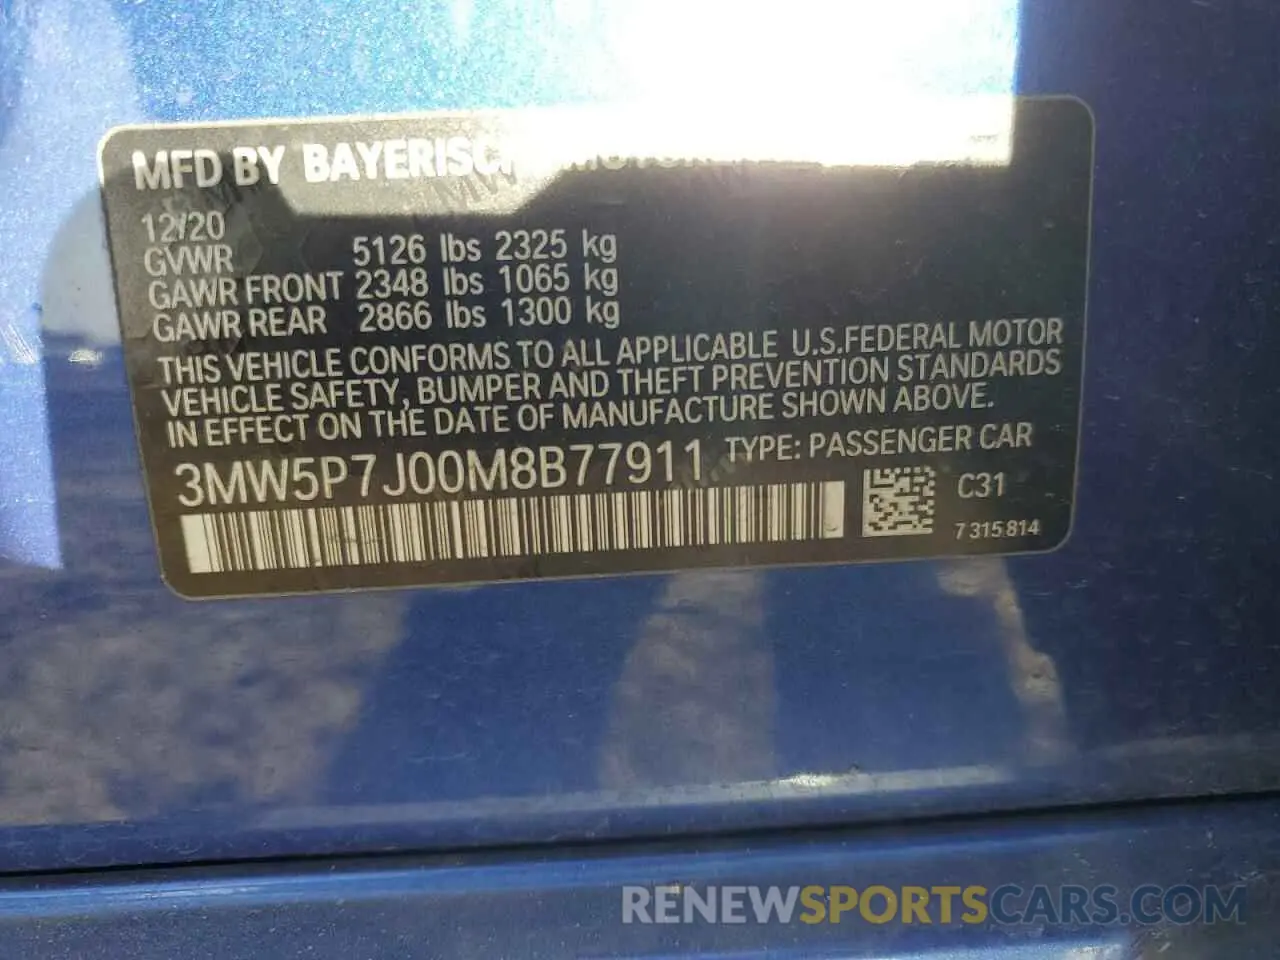 MFD BY BAYERISCHE MOTOREN
12/20
GVWR 5126 lbs 2325 kg
GAWR FRONT 2348 lbs 1065 kg
GAWR REAR 2866 lbs 1300 kg
THIS VEHICLE CONFORMS TO ALL APPLICABLE U.S.FEDERAL MOTOR
VEHICLE SAFETY, BUMPER AND THEFT PREVENTION STANDARDS
IN EFFECT ON THE DATE OF MANUFACTURE SHOWN ABOVE.
3MW5P7J00M8B77911 TYPE: PASSENGER CAR
C31
7 315 814
RENEWSPORTSCARS.COM